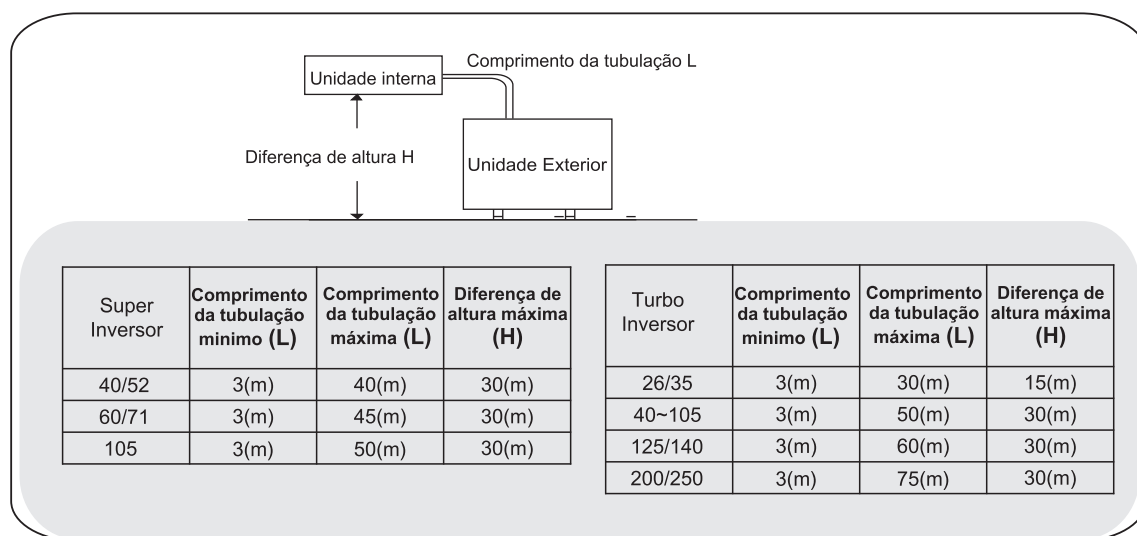 Comprimento da tubulação L
Unidade interna
Diferença de altura H
Unidade Exterior
Super
Inversor
Comprimento
da tubulação
minimo (L)
Comprimento
da tubulação
máxima (L)
Diferença de
altura máxima
(H)
40/52 3(m) 40(m) 30(m)
60/71 3(m) 45(m) 30(m)
105 3(m) 50(m) 30(m)
Turbo
Inversor
Comprimento
da tubulação
minimo (L)
Comprimento
da tubulação
máxima (L)
Diferença de
altura máxima
(H)
26/35 3(m) 30(m) 15(m)
40~105 3(m) 50(m) 30(m)
125/140 3(m) 60(m) 30(m)
200/250 3(m) 75(m) 30(m)